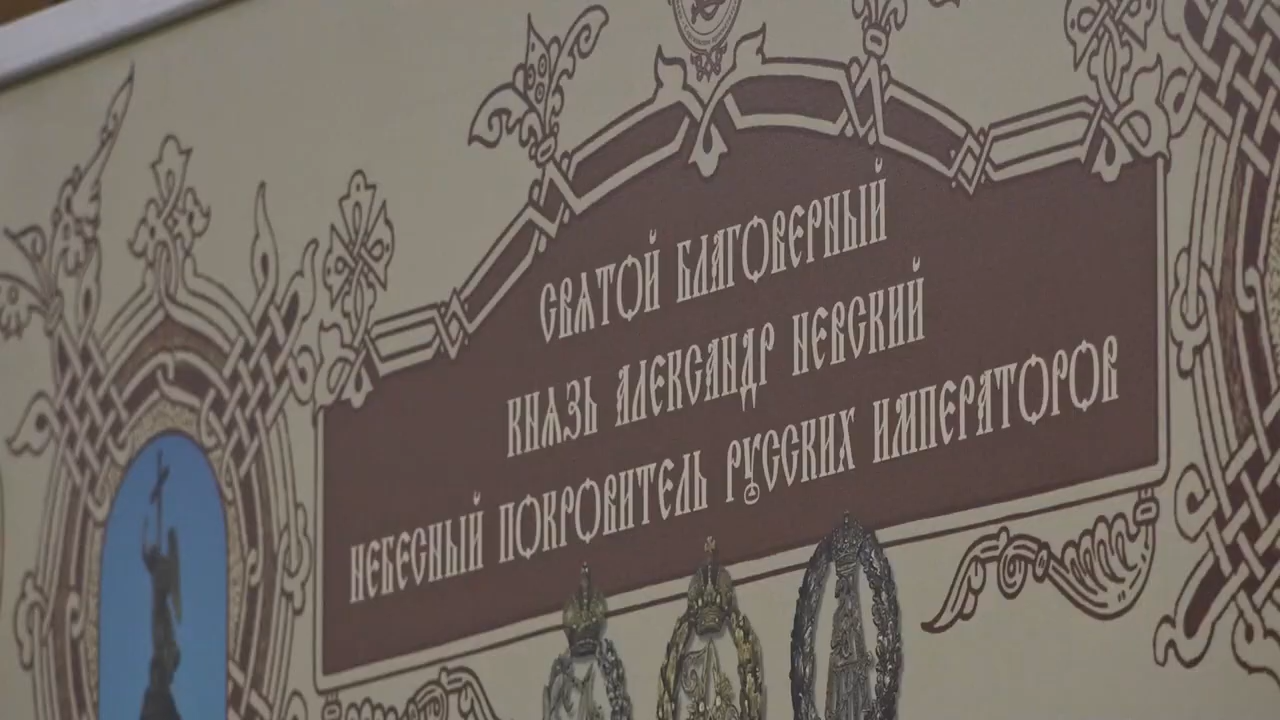 СВЯТОЙ БЛАГОВЕРНЫЙ
КНЯЗЬ АЛЕКСАНДР НЕВСКИЙ
НЕБЕСНЫЙ ПОКРОВИТЕЛЬ РУССКИХ ИМПЕРАТОРОВ